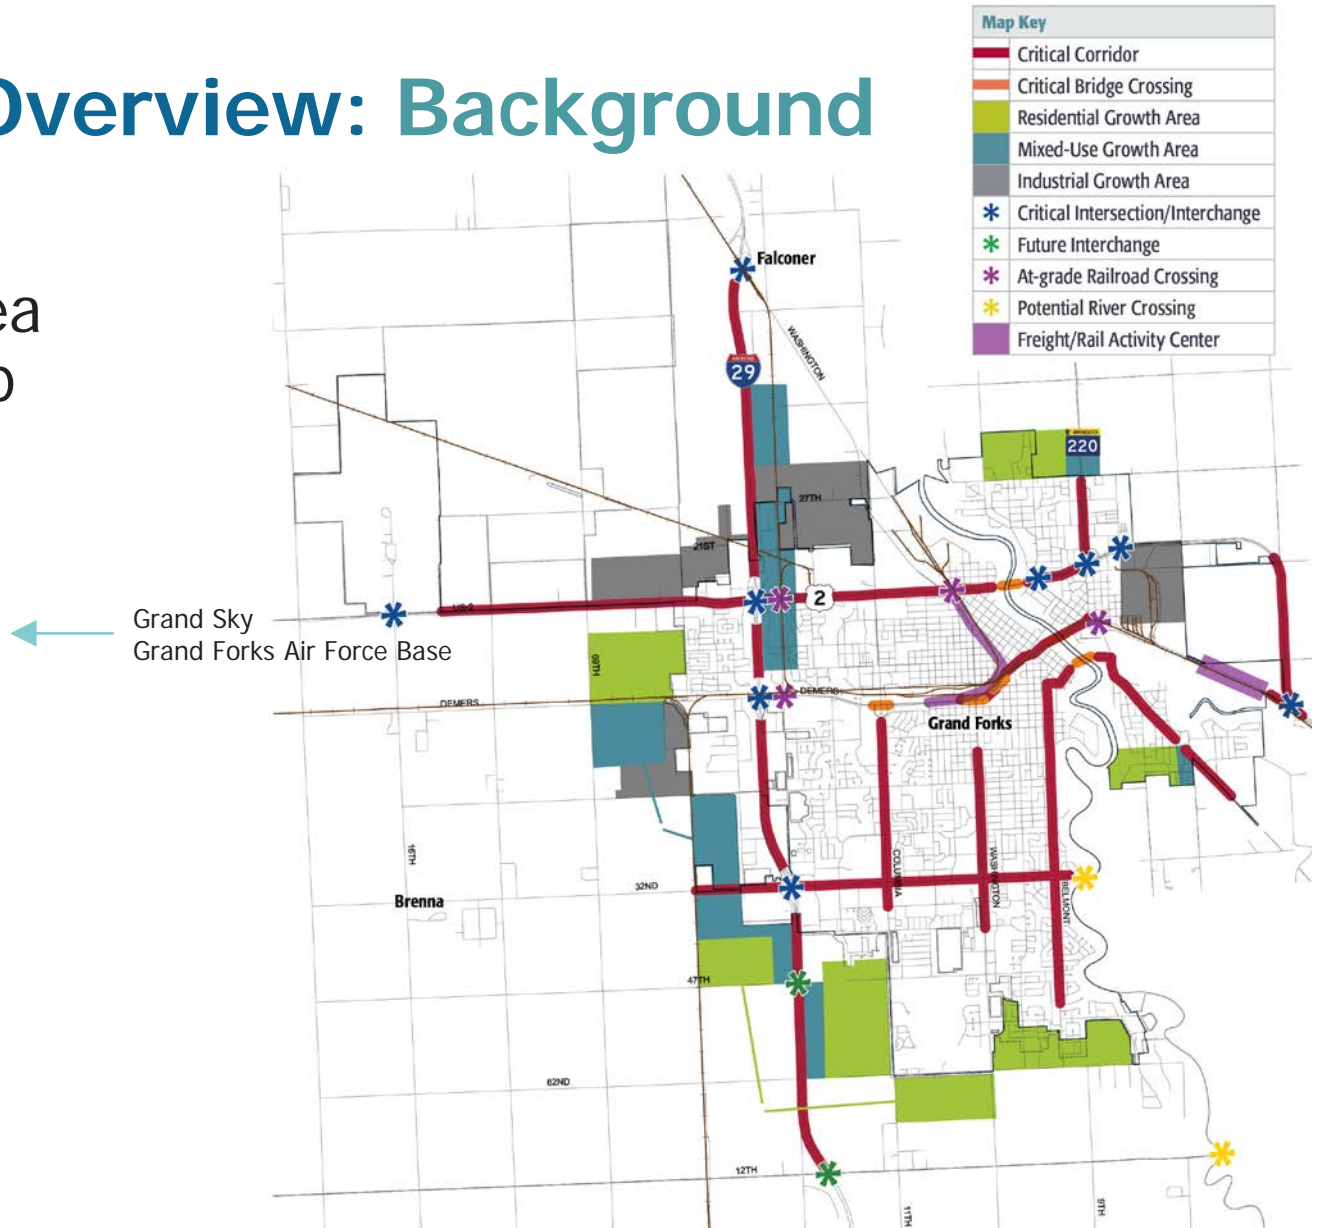 Overview: Background
ea
Map Key
Critical Corridor
Critical Bridge Crossing
Residential Growth Area
Mixed-Use Growth Area
Industrial Growth Area
Critical Intersection/Interchange
Future Interchange
At-grade Railroad Crossing
Potential River Crossing
Freight/Rail Activity Center
Falconer
WASHINGTON
29
220
27TH
21ST
US-2
2
Grand Sky
Grand Forks Air Force Base
69TH
DEMERS
DEMERS
Grand Forks
16TH
Brenna
32ND
COLUMBIA
WASHINGTON
BELMONT
47TH
62ND
12TH
11TH
9TH